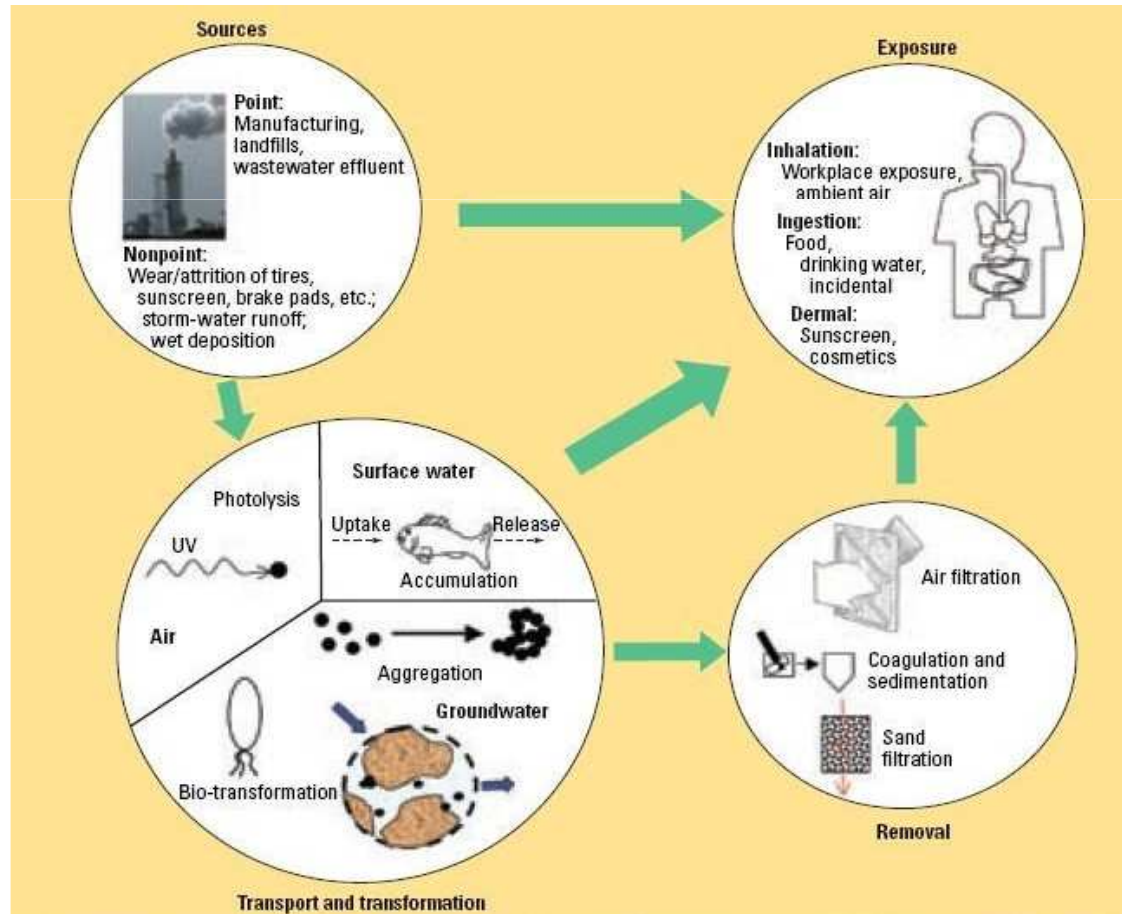 Sources
Point:
Manufacturing,
landfills,
wastewater effluent
Nonpoint:
Wear/attrition of tires,
sunscreen, brake pads, etc.;
storm-water runoff;
wet deposition
Exposure
Inhalation:
Workplace exposure,
ambient air
Ingestion:
Food,
drinking water,
incidental
Dermal:
Sunscreen,
cosmetics
Photolysis
UV
Air
Surface water
Uptake
Release
Accumulation
Aggregation
Groundwater
Bio-transformation
Transport and transformation
Air filtration
Coagulation and
sedimentation
Sand
filtration
Removal